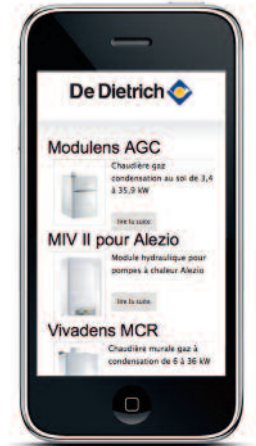 De Dietrich
Modulens AGC
Chaudière gaz
condensation au sol de 3,4
à 35,9 kW
lire la suite
MIV II pour Alezio
Module hydraulique pour
pompes à chaleur Alezio
lire la suite
Vivadens MCR
Chaudière murale gaz à
condensation de 6 à 36 kW